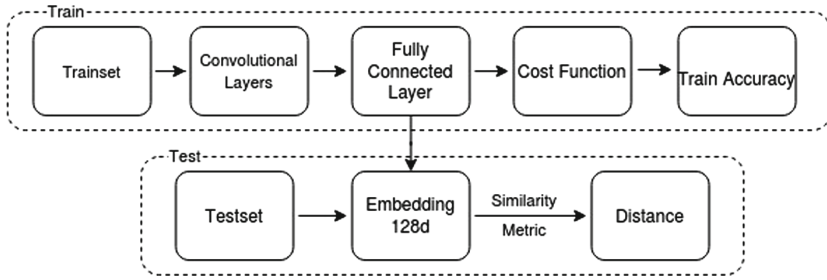 Train
Trainset
Convolutional
Layers
Fully
Connected
Layer
Cost Function
Train Accuracy
Test
Testset
Embedding
128d
Similarity
Metric
Distance